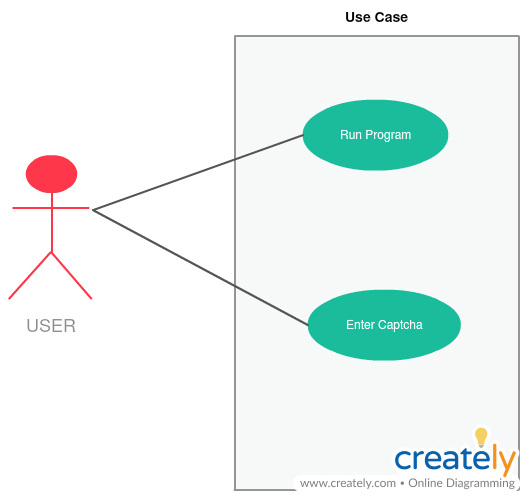 Use Case
Run Program
USER
Enter Captcha
creately
www.creately.com • Online Diagramming